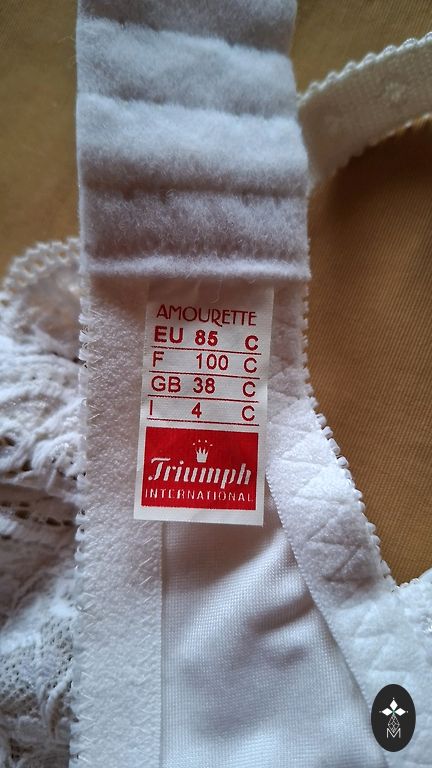 AMOURETTE
EU 85 C
F 100 C
GB 38 C
I 4 C
Triumph
INTERNATIONAL
M